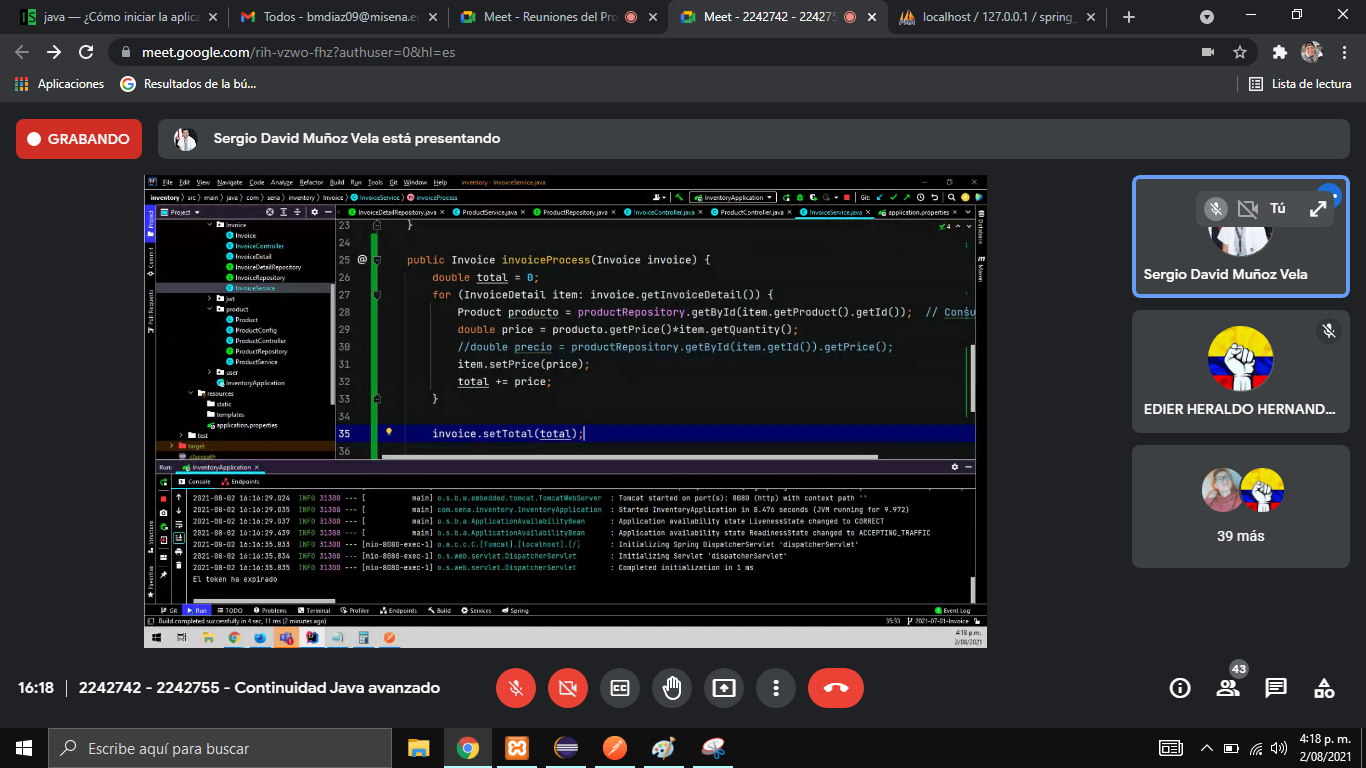 java — ¿Cómo iniciar la aplica
Todos - bmdiaz09@misena.ed
Meet - Reuniones del Pro
Meet - 2242742 - 224275
localhost / 127.0.0.1 / spring_
meet.google.com/rih-vzwo-fhz?authuser=0&hl=es
Aplicaciones
Resultados de la bú...
Lista de lectura
GRABANDO
Sergio David Muñoz Vela está presentando
File Edit View Navigate Code Analyze Refactor Build Run Tools Git Window Help inventory - InvoiceService.java
inventory src main java com sena inventory Invoice InvoiceService invoiceProcess
InventoryApplication
Git:
Project
InvoiceDetailRepository.java ProductService.java ProductRepository.java InvoiceController.java ProductController.java InvoiceService.java application.properties
Invoice
Invoice
InvoiceController
InvoiceDetail
InvoiceDetailRepository
InvoiceRepository
InvoiceService
jwt
product
Product
ProductConfig
ProductController
ProductRepository
ProductService
user
InventoryApplication
resources
static
templates
application.properties
test
target
.classpath
Project
Commit
Pull Requests
Structure
Favorites
Database
Maven
4
23 }
24
25 @ public Invoice invoiceProcess(Invoice invoice) {
26 double total = 0;
27 for (InvoiceDetail item: invoice.getInvoiceDetail()) {
28 Product producto = productRepository.getById(item.getProduct().getId()); // Consu
29 double price = producto.getPrice()*item.getQuantity();
30 //double precio = productRepository.getById(item.getId()).getPrice();
31 item.setPrice(price);
32 total += price;
33 }
34
35 invoice.setTotal(total);
36
Run: InventoryApplication
Console Endpoints
2021-08-02 16:16:29.024 INFO 31300 --- [ main] o.s.b.w.embedded.tomcat.TomcatWebServer : Tomcat started on port(s): 8080 (http) with context path ''
2021-08-02 16:16:29.035 INFO 31300 --- [ main] com.sena.inventory.InventoryApplication : Started InventoryApplication in 8.476 seconds (JVM running for 9.972)
2021-08-02 16:16:29.037 INFO 31300 --- [ main] o.s.b.a.ApplicationAvailabilityBean : Application availability state LivenessState changed to CORRECT
2021-08-02 16:16:29.439 INFO 31300 --- [ main] o.s.b.a.ApplicationAvailabilityBean : Application availability state ReadinessState changed to ACCEPTING_TRAFFIC
2021-08-02 16:16:35.833 INFO 31300 --- [nio-8080-exec-1] o.a.c.c.C.[Tomcat].[localhost].[/] : Initializing Spring DispatcherServlet 'dispatcherServlet'
2021-08-02 16:16:35.834 INFO 31300 --- [nio-8080-exec-1] o.s.web.servlet.DispatcherServlet : Initializing Servlet 'dispatcherServlet'
2021-08-02 16:16:35.835 INFO 31300 --- [nio-8080-exec-1] o.s.web.servlet.DispatcherServlet : Completed initialization in 1 ms
El token ha expirado
Git Run TODO Problems Terminal Profiler Endpoints Build Services Spring Event Log
Build completed successfully in 4 sec, 11 ms (2 minutes ago)
35:33 2021-07-01-Invoice
4:18 p.m.
2/08/2021
Tú
Sergio David Muñoz Vela
EDIER HERALDO HERNAND...
39 más
16:18 | 2242742 - 2242755 - Continuidad Java avanzado
43
Escribe aquí para buscar
4:18 p. m.
2/08/2021